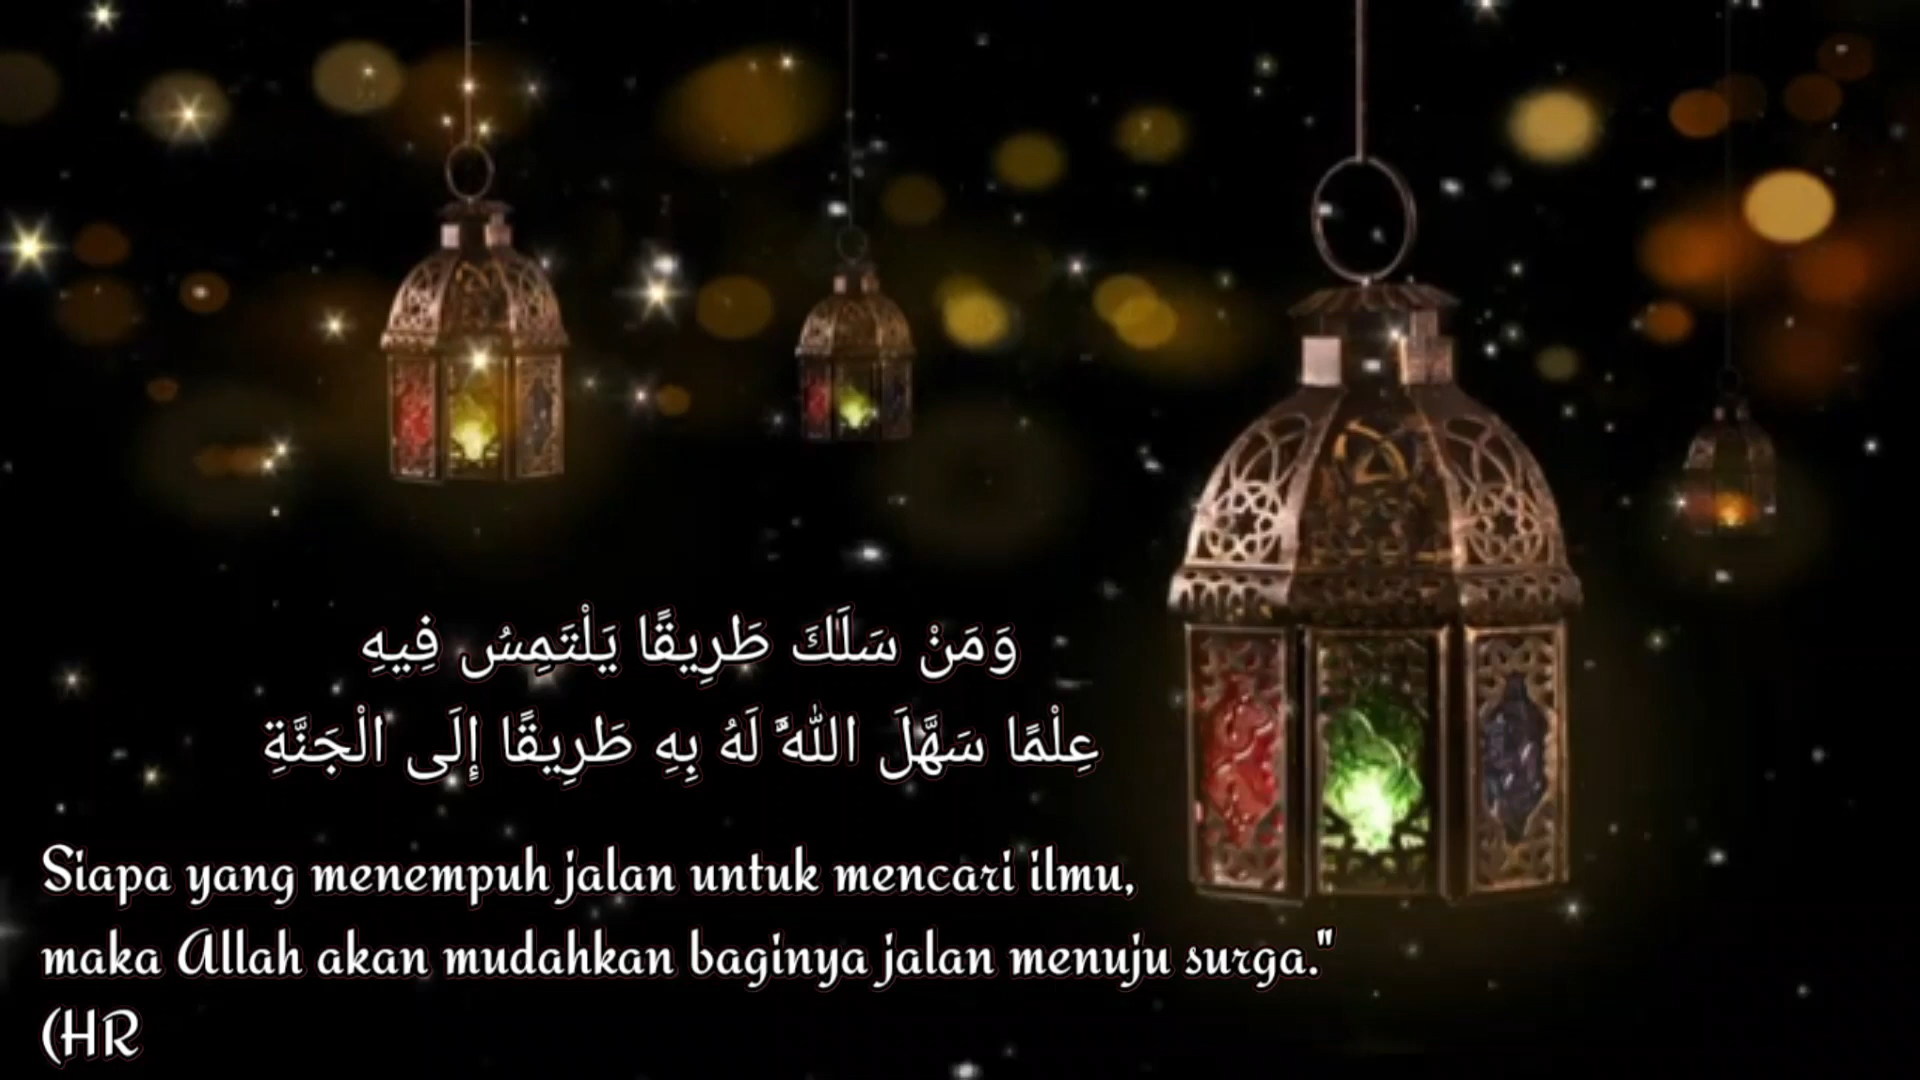 وَمَنْ سَلَكَ طَرِيقًا يَلْتَمِسُ فِيهِ
عِلْمًا سَهَّلَ اللَّهُ لَهُ بِهِ طَرِيقًا إِلَى الْجَنَّةِ
Siapa yang menempuh jalan untuk mencari ilmu,
maka Allah akan mudahkan baginya jalan menuju surga."
(HR